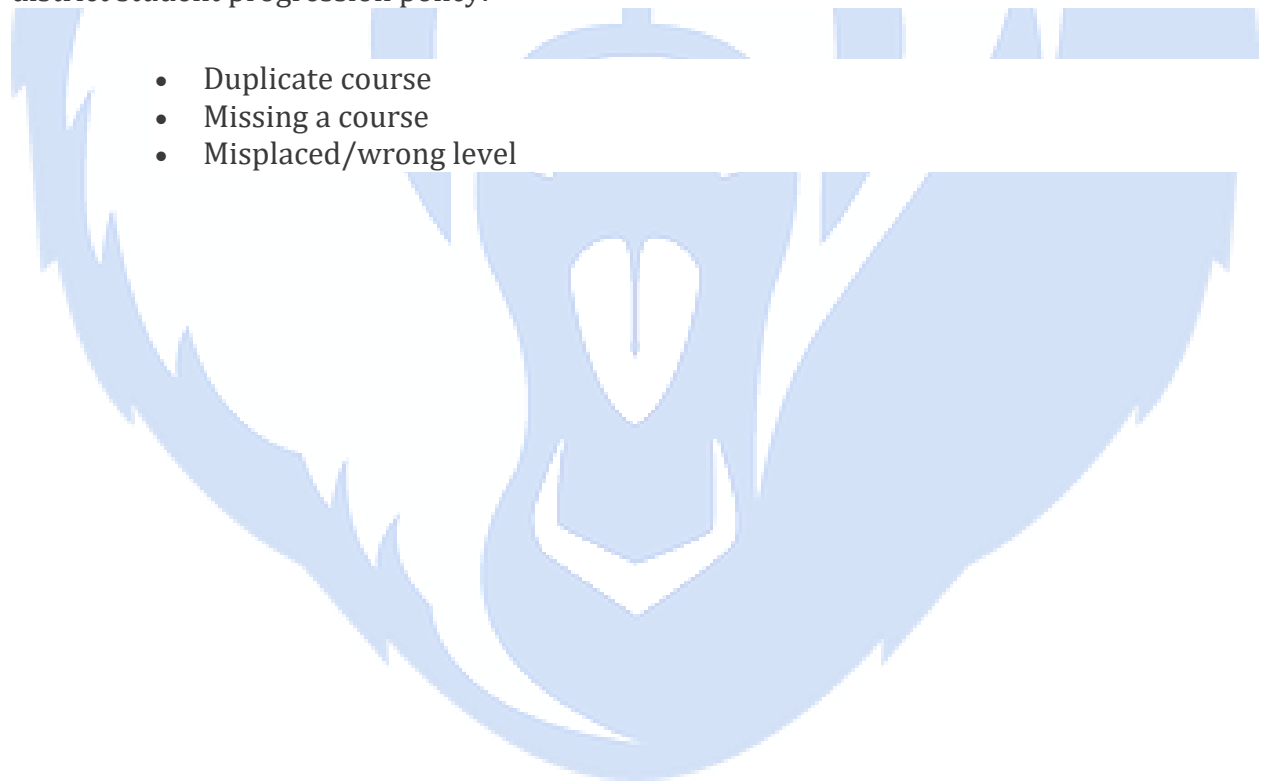 district student progression policy.
• Duplicate course
• Missing a course
• Misplaced/wrong level